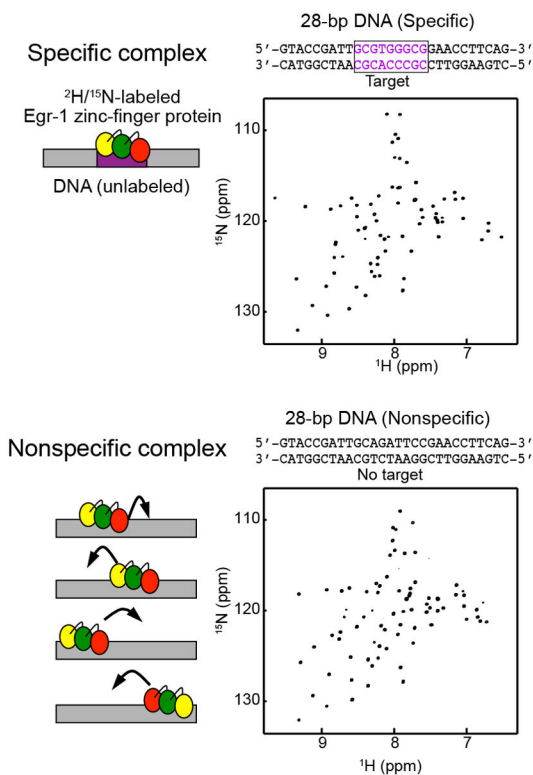 28-bp DNA (Specific)
Specific complex
5’-GTACCGATTGCGTGGGCGGAACCTTCAG-3’
3’-CATGGCTAACGCACCCGCCTTGGAAGTC-5’
Target
²H/¹⁵N-labeled
Egr-1 zinc-finger protein
DNA (unlabeled)
110
120
130
¹⁵N (ppm)
9 8 7
¹H (ppm)
28-bp DNA (Nonspecific)
Nonspecific complex
5’-GTACCGATTGCAGATTCCGAACCTTCAG-3’
3’-CATGGCTAACGTCTAAGGCTTGGAAGTC-5’
No target
110
120
130
¹⁵N (ppm)
9 8 7
¹H (ppm)